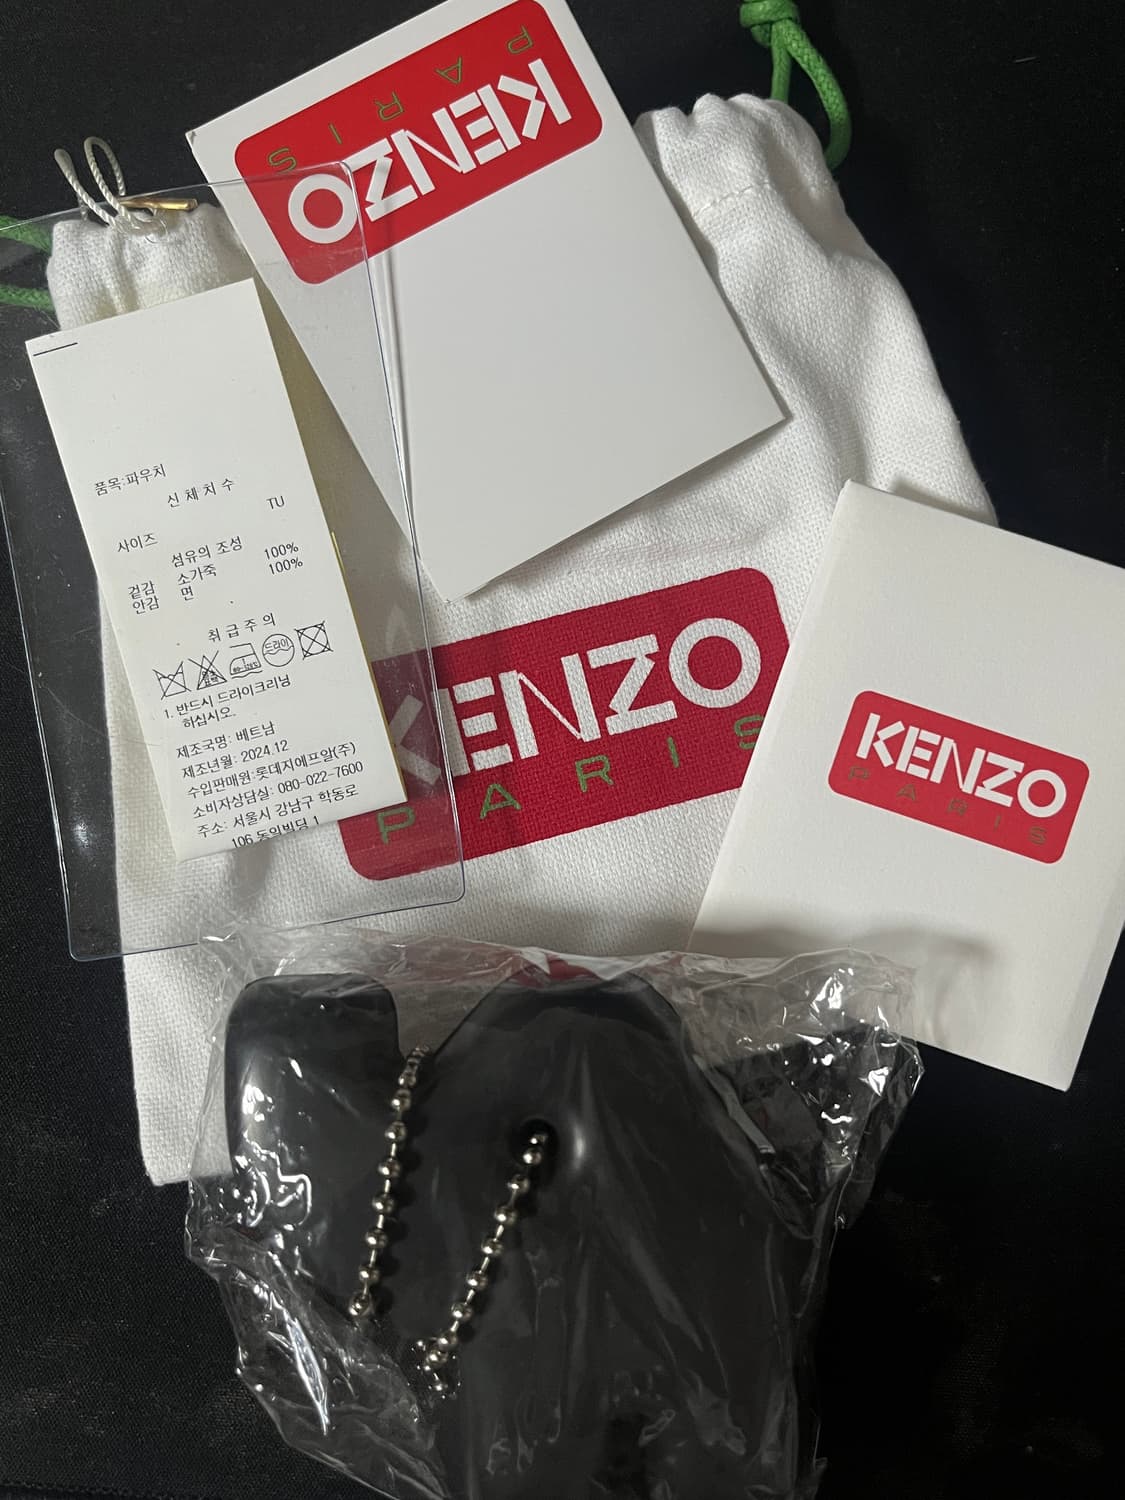 KENZO
PARIS
품목:파우치
신체치수
TU
사이즈
섬유의 조성
겉감 소가죽 100%
안감 면 100%
취급주의
드라이
1. 반드시 드라이크리닝
하십시오.
제조국명: 베트남
제조년월: 2024.12
수입판매원:롯데지에프알(주)
소비자상담실: 080-022-7600
주소: 서울시 강남구 학동로
106 동일빌딩 1
KENZO
PARIS
KENZO
PARIS